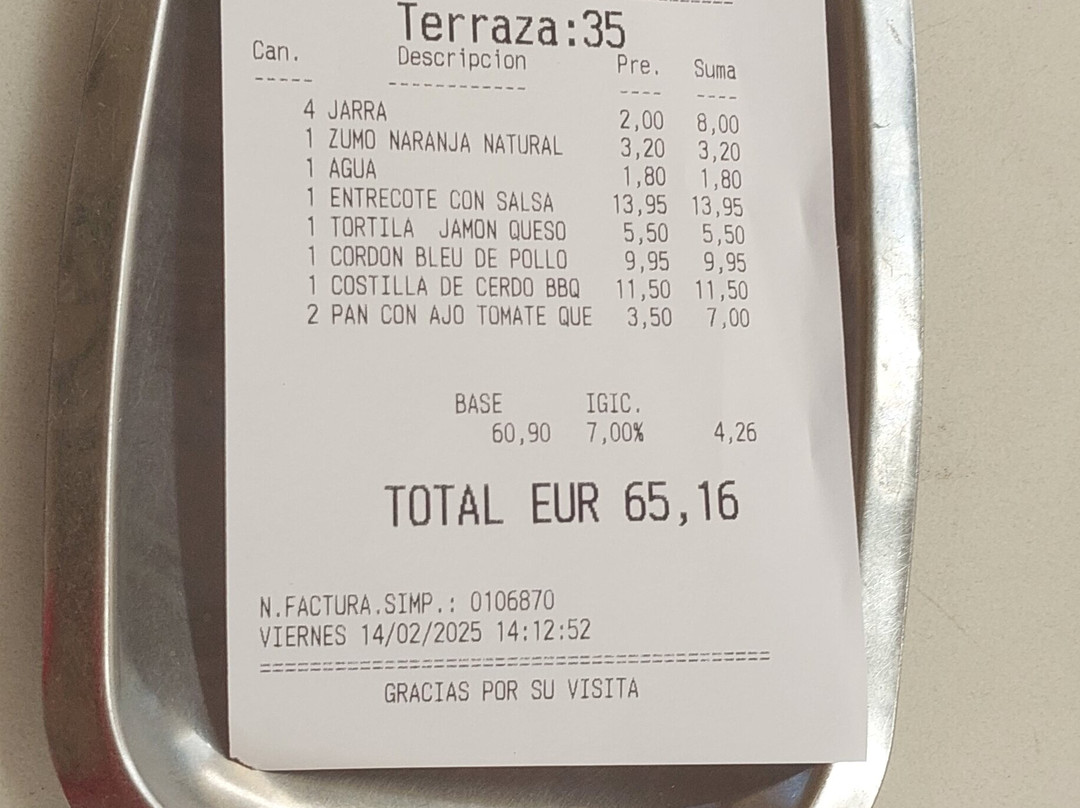 Terraza:35
Can. Descripcion Pre. Suma
----- ------------ ---- ----
4 JARRA 2,00 8,00
1 ZUMO NARANJA NATURAL 3,20 3,20
1 AGUA 1,80 1,80
1 ENTRECOTE CON SALSA 13,95 13,95
1 TORTILA JAMON QUESO 5,50 5,50
1 CORDON BLEU DE POLLO 9,95 9,95
1 COSTILLA DE CERDO BBQ 11,50 11,50
2 PAN CON AJO TOMATE QUE 3,50 7,00
BASE IGIC.
60,90 7,00% 4,26
TOTAL EUR 65,16
N.FACTURA.SIMP.: 0106870
VIERNES 14/02/2025 14:12:52
===========================================
GRACIAS POR SU VISITA